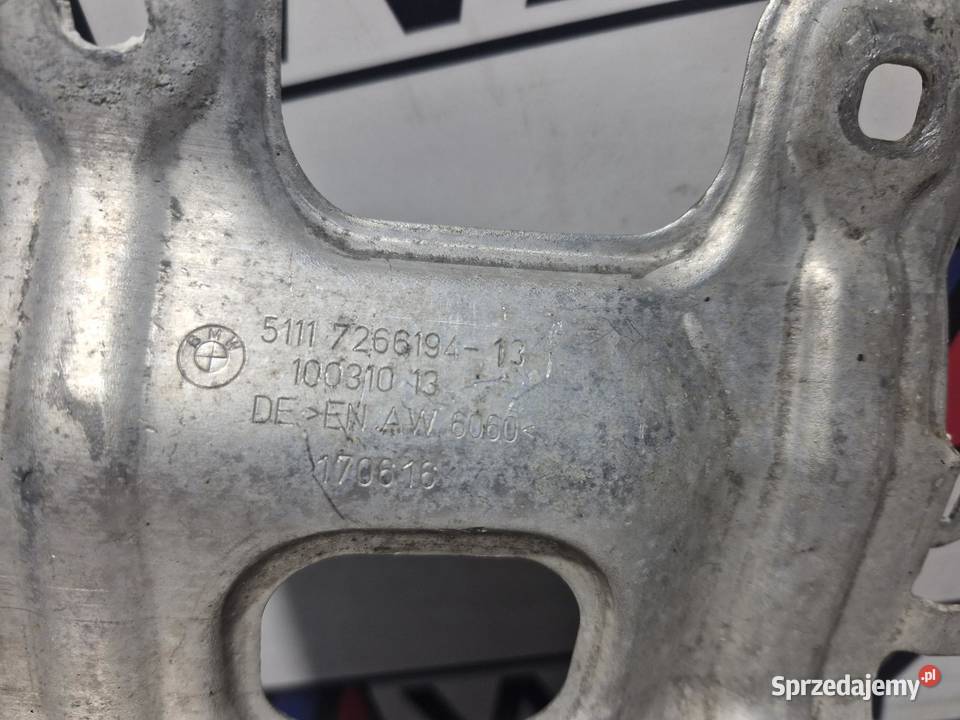 BMW 5111 7266194-13
100310 13
DE >EN AW 6060<
170616
Sprzedajemy.pl